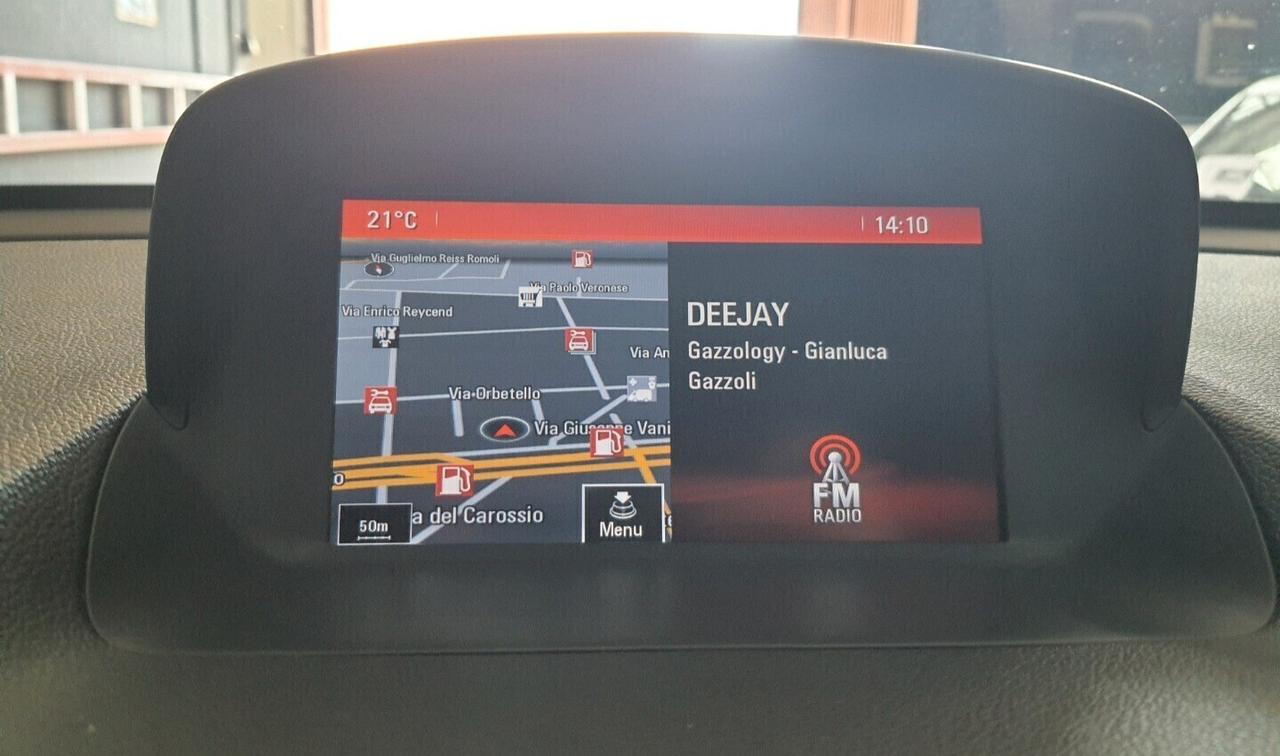 21°C
14:10
Via Guglielmo Reiss Romoli
Via Paolo Veronese
Via Enrico Reycend
Via An
Via Orbetello
Via Giuseppe Vani
o
a del Carossio
50m
Menu
DEEJAY
Gazzology - Gianluca
Gazzoli
FM
RADIO